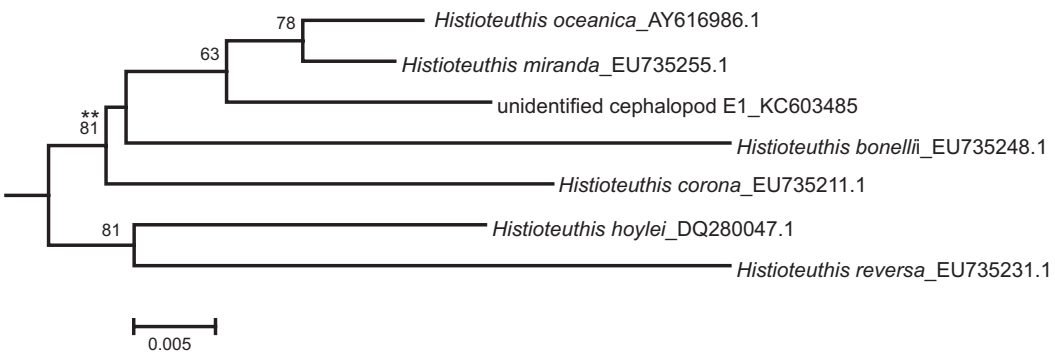 78
Histioteuthis oceanica_AY616986.1
63
Histioteuthis miranda_EU735255.1
unidentified cephalopod E1_KC603485
**
81
Histioteuthis bonellii_EU735248.1
Histioteuthis corona_EU735211.1
81
Histioteuthis hoylei_DQ280047.1
Histioteuthis reversa_EU735231.1
0.005